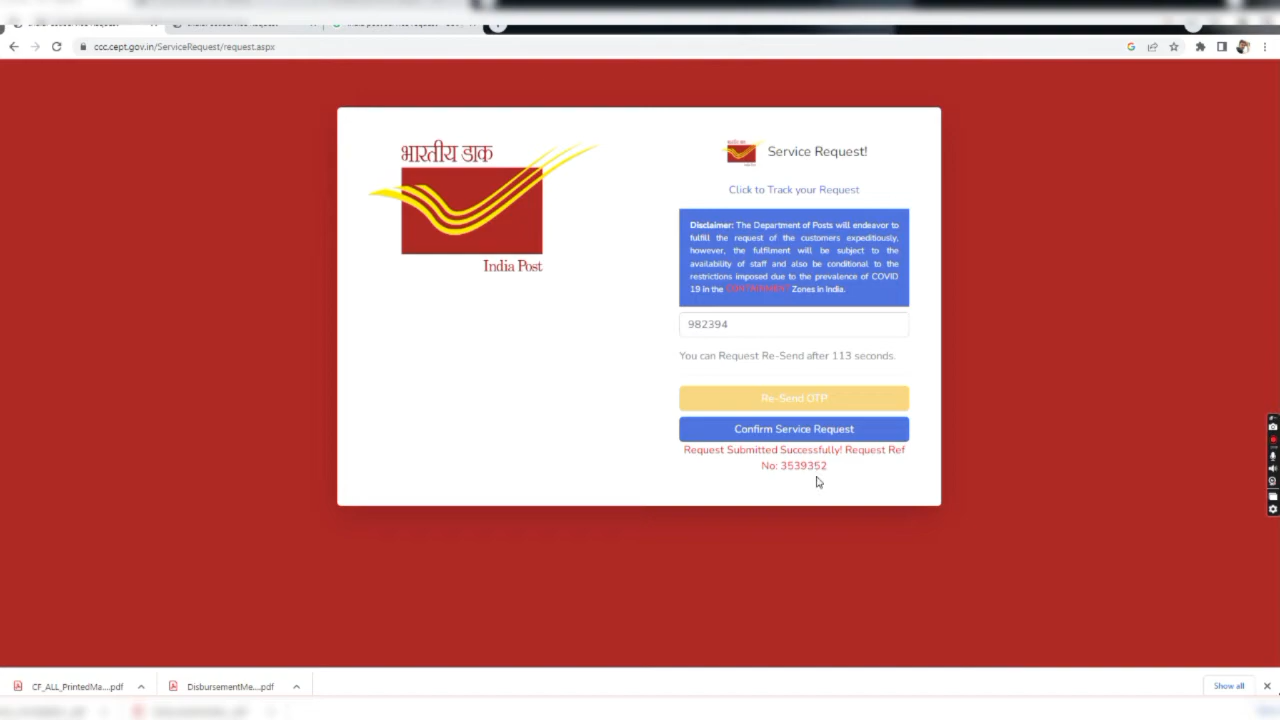 ccc.cept.gov.in/ServiceRequest/request.aspx
भारतीय डाक
India Post
Service Request!
Click to Track your Request
Disclaimer: The Department of Posts will endeavor to
fulfill the request of the customers expeditiously,
however, the fulfilment will be subject to the
availability of staff and also be conditional to the
restrictions imposed due to the prevalence of COVID
19 in the CONTAINMENT Zones in India.
982394
You can Request Re-Send after 113 seconds.
Re-Send OTP
Confirm Service Request
Request Submitted Successfully! Request Ref
No: 3539352
CF_ALL_PrintedMa....pdf
DisbursementMe....pdf
Show all